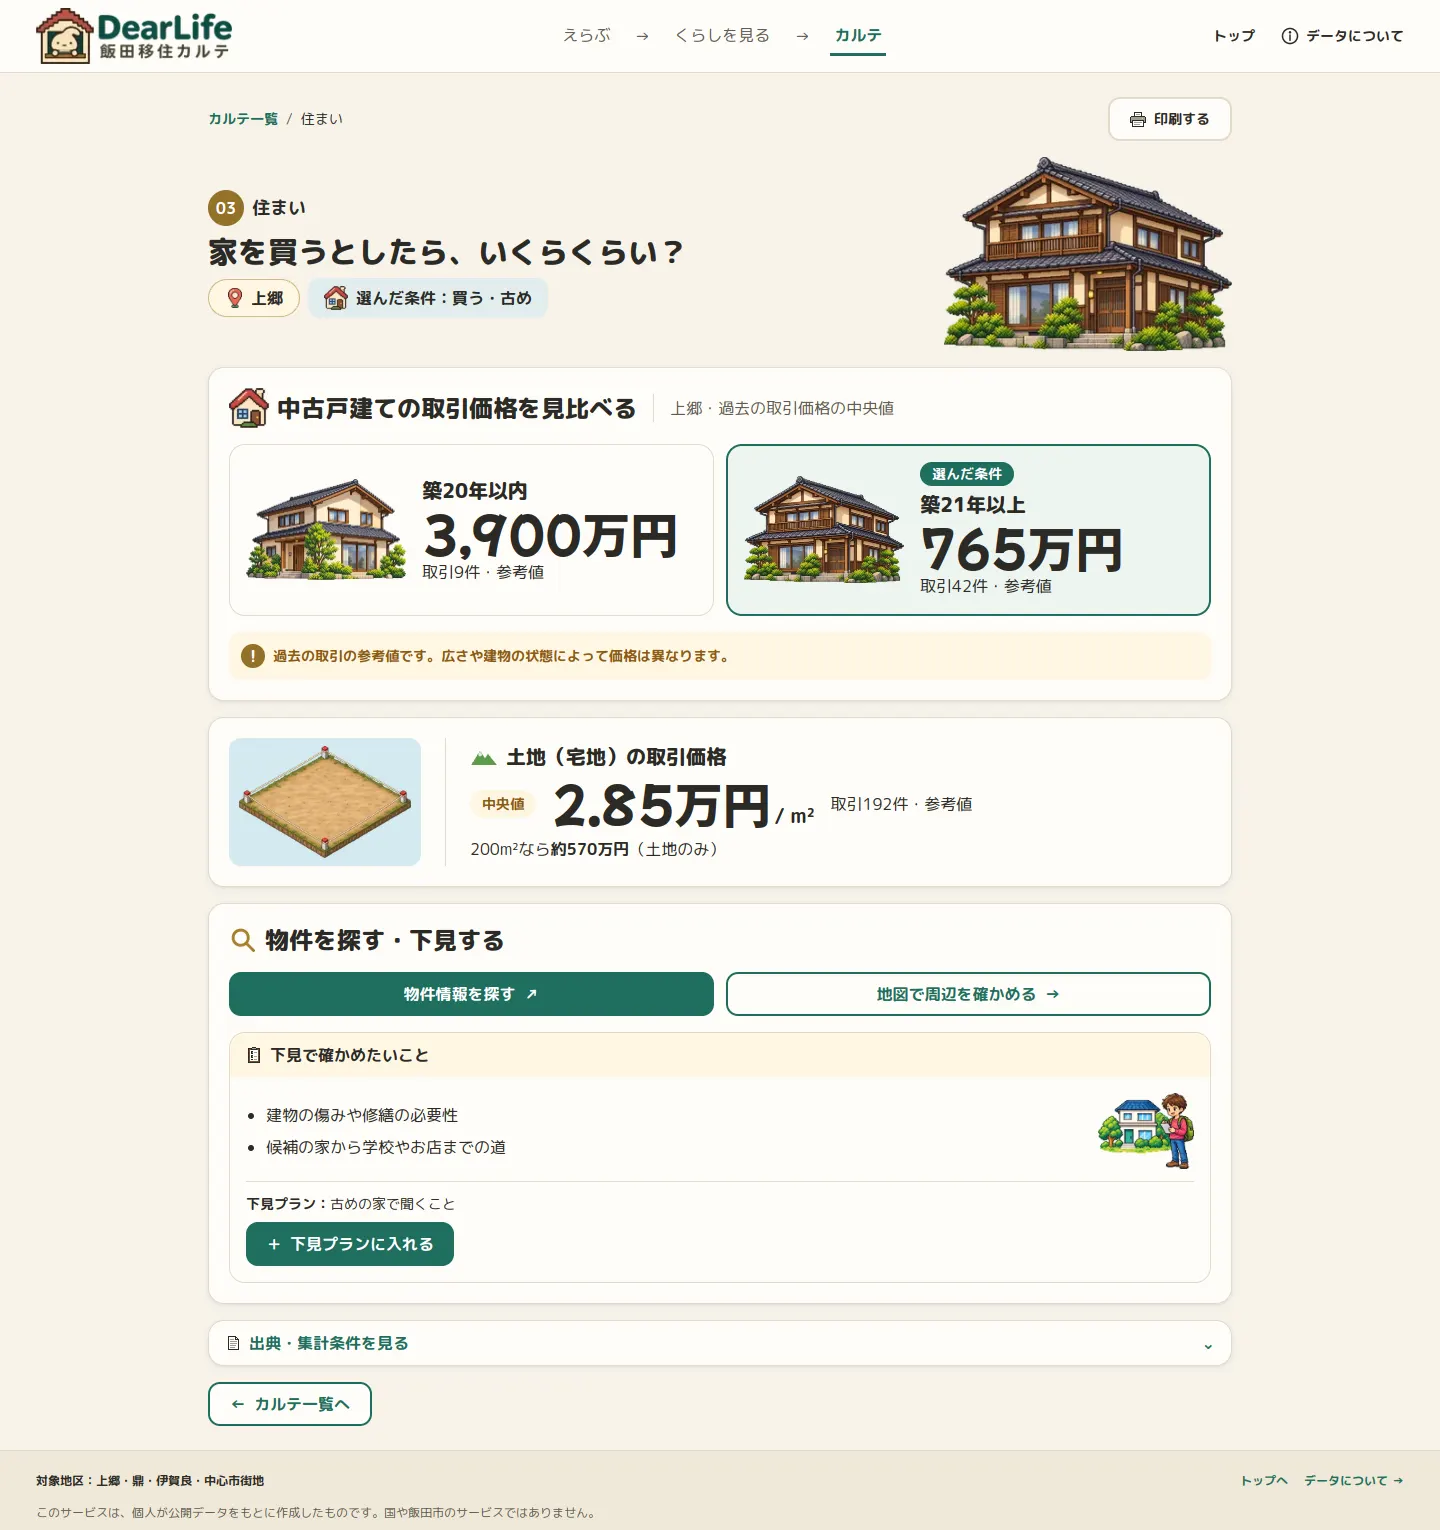 DearLife
飯田移住カルテ
えらぶ → くらしを見る → カルテ
トップ データについて
カルテ一覧 / 住まい
印刷する
03 住まい
家を買うとしたら、いくらくらい？
上郷 選んだ条件：買う・古め
中古戸建ての取引価格を見比べる 上郷・過去の取引価格の中央値
築20年以内
3,900万円
取引9件・参考値
選んだ条件
築21年以上
765万円
取引42件・参考値
! 過去の取引の参考値です。広さや建物の状態によって価格は異なります。
土地（宅地）の取引価格
中央値 2.85万円 / m² 取引192件・参考値
200m²なら約570万円（土地のみ）
物件を探す・下見する
物件情報を探す ↗
地図で周辺を確かめる →
下見で確かめたいこと
• 建物の傷みや修繕の必要性
• 候補の家から学校やお店までの道
下見プラン：古めの家で聞くこと
＋ 下見プランに入れる
出典・集計条件を見る
← カルテ一覧へ
対象地区：上郷・鼎・伊賀良・中心市街地
トップへ データについて →
このサービスは、個人が公開データをもとに作成したものです。国や飯田市のサービスではありません。